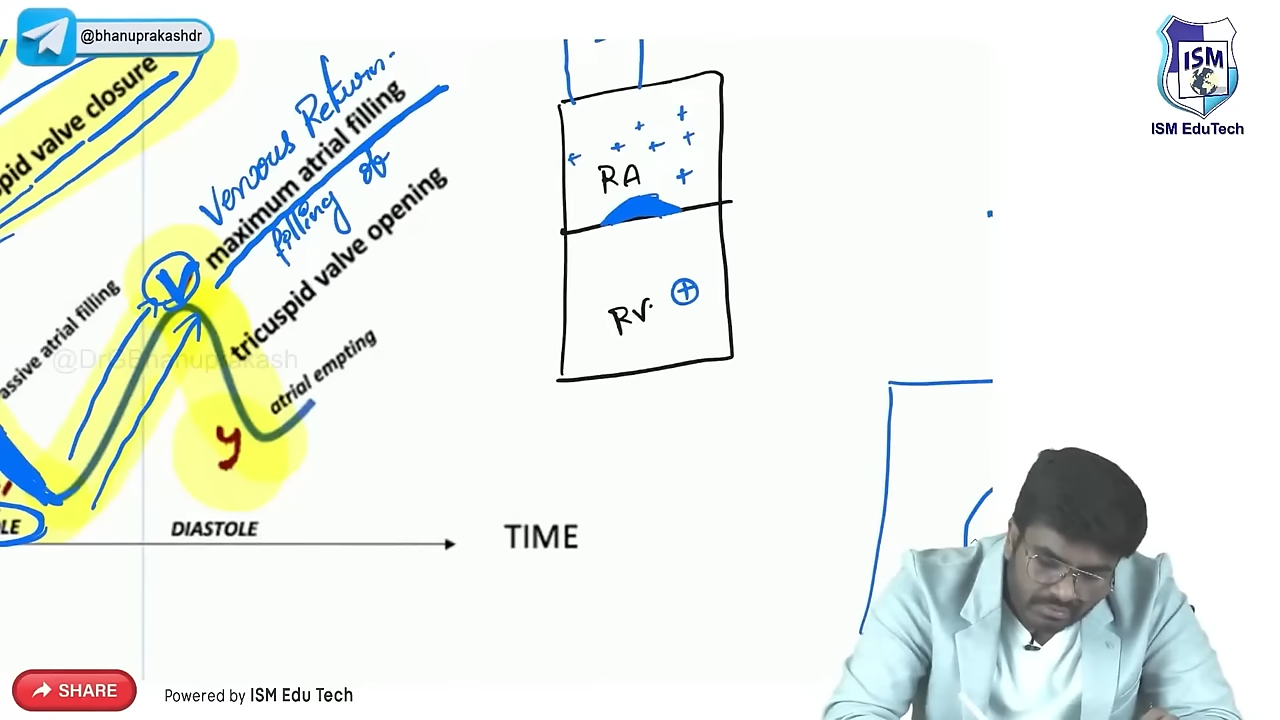 @bhanuprakashdr
ISM
ISM EduTech
pid valve closure
Venous Return.
maximum atrial filling
filling of
tricuspid valve opening
V
assive atrial filling
@DrGBhanuprakash
atrial empting
y
LE
DIASTOLE
TIME
RA
RV.
SHARE
Powered by ISM Edu Tech